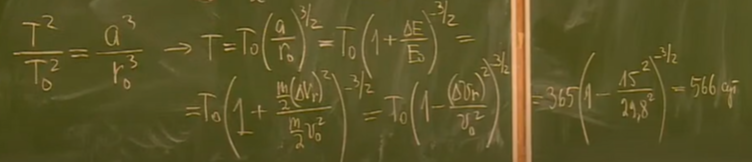 T²/T₀² = a³/r₀³ → T = T₀(a/r₀)^3/2 = T₀(1 + ΔE/E₀)^-3/2 =
= T₀(1 + m/2(Δv_r)²/m/2 v₀²)^-3/2 = T₀(1 - (Δv_r)²/v₀²)^-3/2 = 365(1 - 15²/29,8²)^-3/2 = 566